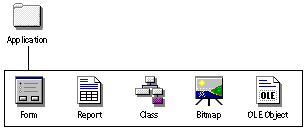 Application
OLE
Form
Report
Class
Bitmap
OLE Object